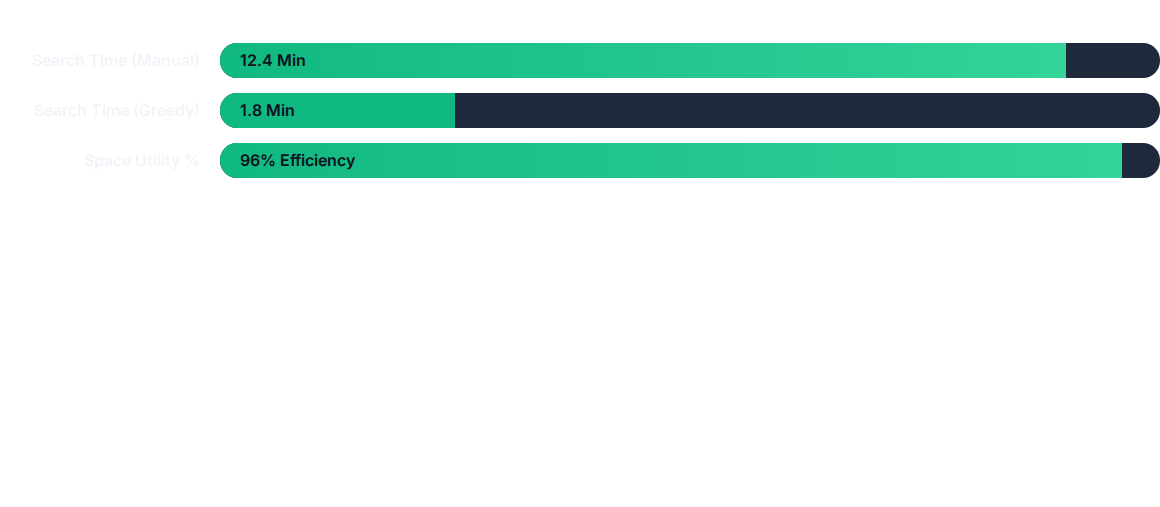 Search Time (Manual) 12.4 Min
Search Time (Greedy) 1.8 Min
Space Utility % 96% Efficiency